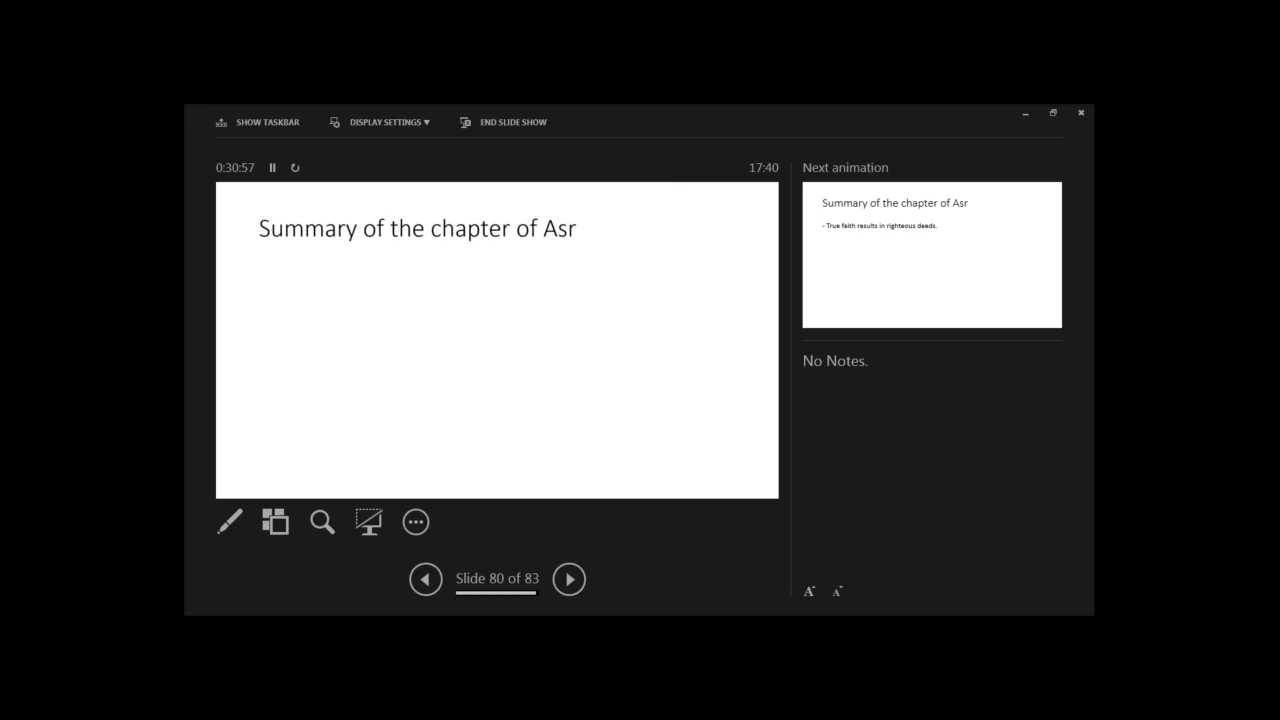 SHOW TASKBAR
DISPLAY SETTINGS ▼
END SLIDE SHOW
0:30:57
17:40
Next animation
Summary of the chapter of Asr
Summary of the chapter of Asr
- True faith results in righteous deeds.
No Notes.
Slide 80 of 83
A A